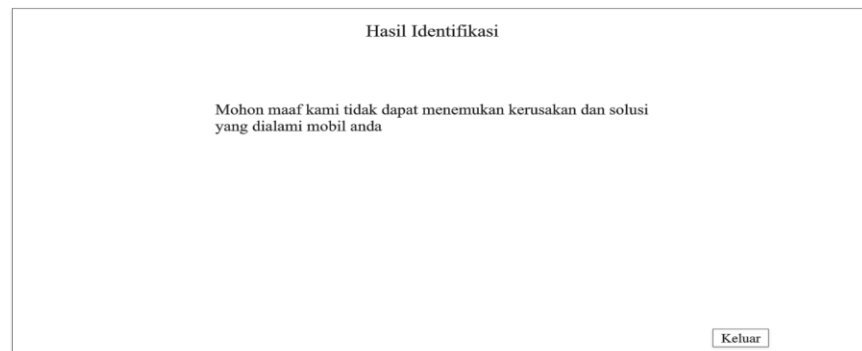 Hasil Identifikasi
Mohon maaf kami tidak dapat menemukan kerusakan dan solusi
yang dialami mobil anda
Keluar